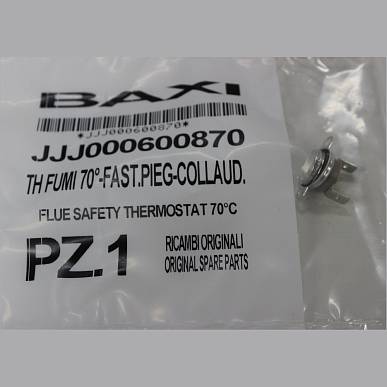 BAXI
*JJJ000600870*
JJJ000600870
TH FUMI 70°-FAST.PIEG-COLLAUD.
FLUE SAFETY THERMOSTAT 70°C
PZ.1
RICAMBI ORIGINALI
ORIGINAL SPARE PARTS